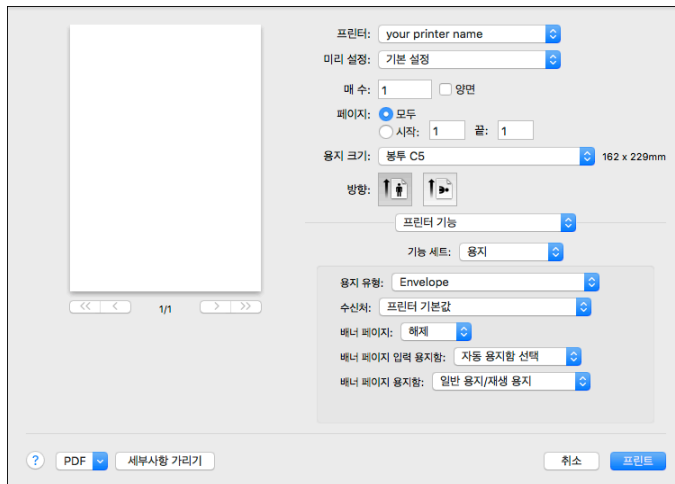 프린터: your printer name
미리 설정: 기본 설정
매 수: 1 양면
페이지: 모두
시작: 1 끝: 1
용지 크기: 봉투 C5 162 x 229mm
방향:
프린터 기능
기능 세트: 용지
용지 유형: Envelope
수신처: 프린터 기본값
배너 페이지: 해제
배너 페이지 입력 용지함: 자동 용지함 선택
배너 페이지 용지함: 일반 용지/재생 용지
1/1
? PDF 세부사항 가리기 취소 프린트